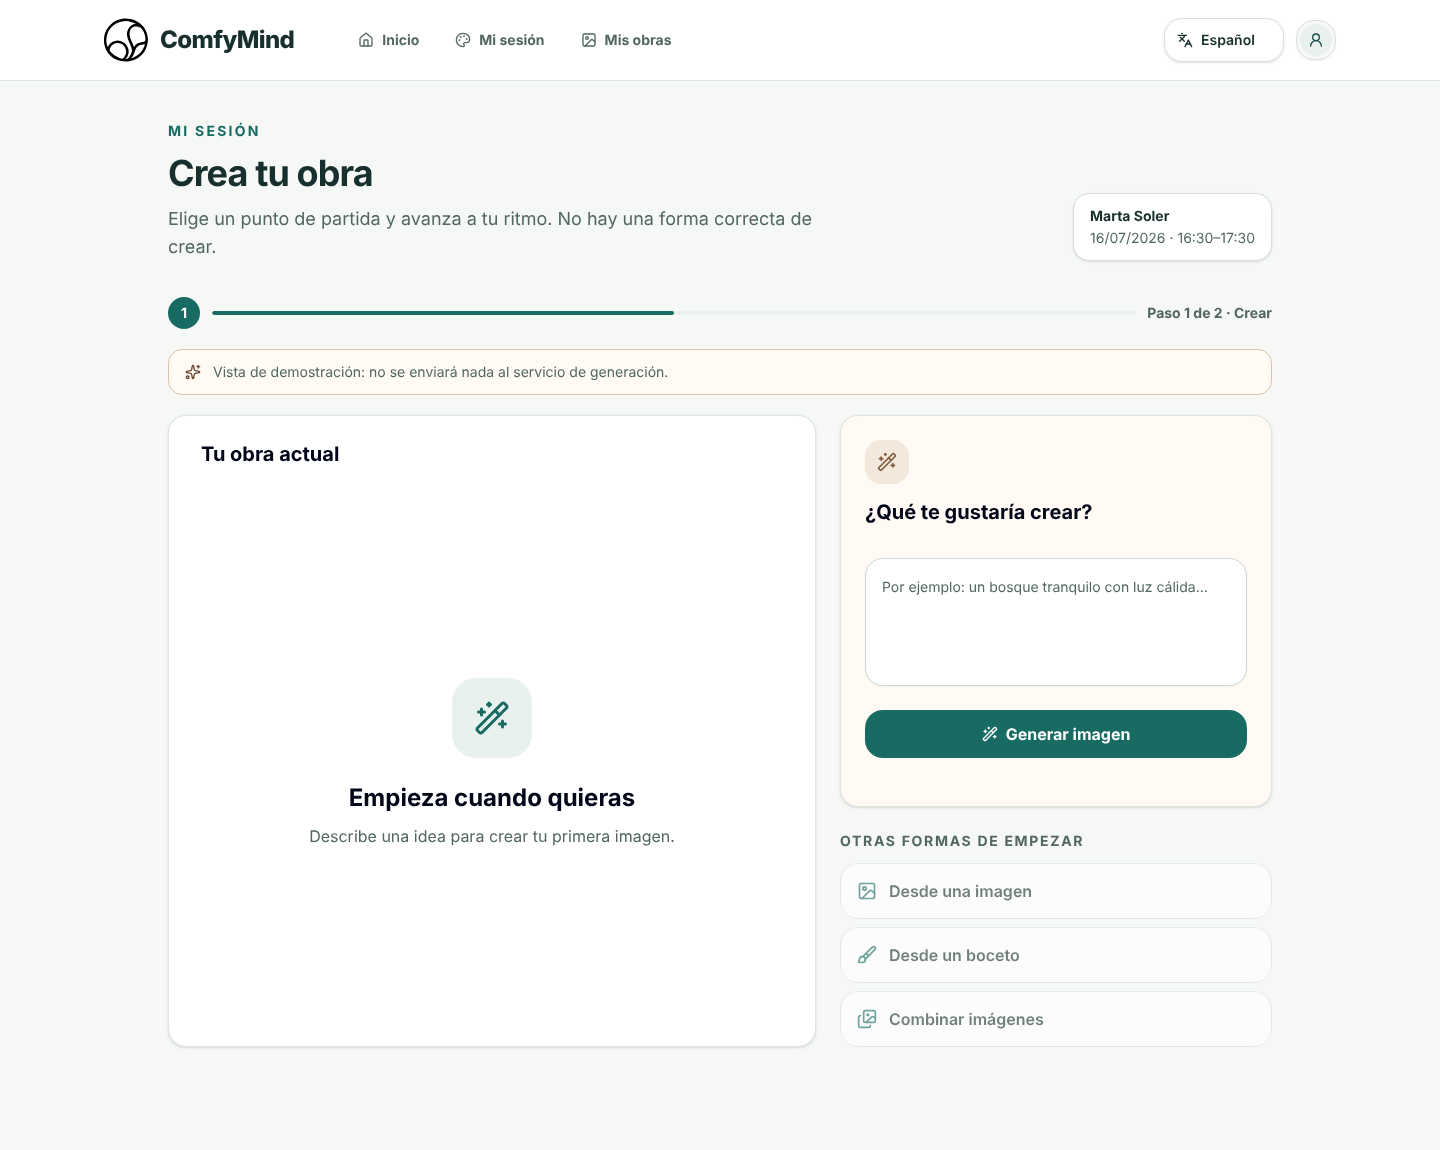 ComfyMind
Inicio
Mi sesión
Mis obras
Español
MI SESIÓN
Crea tu obra
Elige un punto de partida y avanza a tu ritmo. No hay una forma correcta de
crear.
Marta Soler
16/07/2026 · 16:30–17:30
1
Paso 1 de 2 · Crear
Vista de demostración: no se enviará nada al servicio de generación.
Tu obra actual
Empieza cuando quieras
Describe una idea para crear tu primera imagen.
¿Qué te gustaría crear?
Por ejemplo: un bosque tranquilo con luz cálida...
Generar imagen
OTRAS FORMAS DE EMPEZAR
Desde una imagen
Desde un boceto
Combinar imágenes